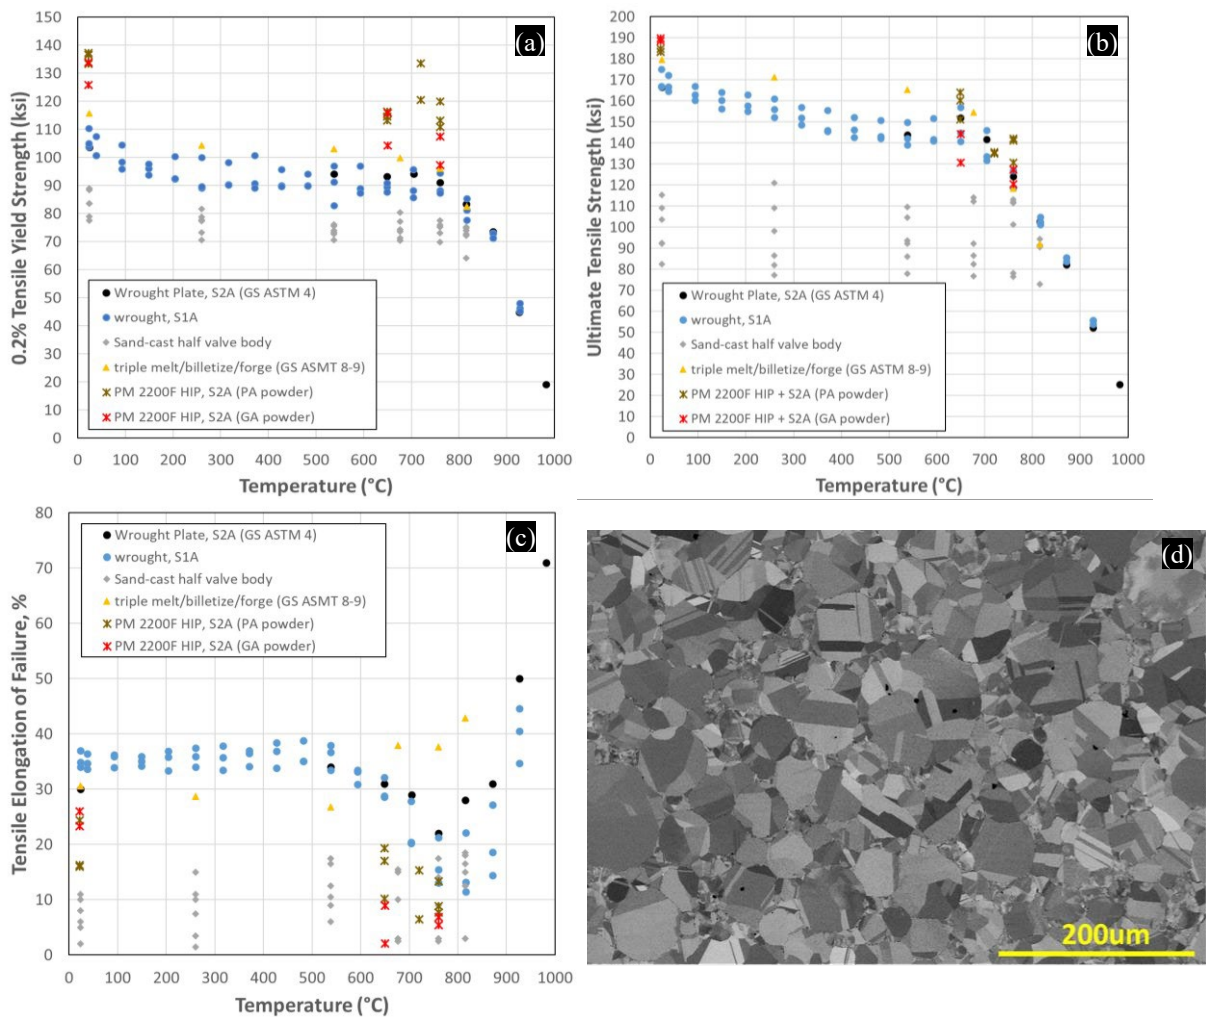 (a)
0.2% Tensile Yield Strength (ksi)
150
140
130
120
110
100
90
80
70
60
50
40
30
20
10
0
Wrought Plate, S2A (GS ASTM 4)
wrought, S1A
Sand-cast half valve body
triple melt/billetize/forge (GS ASMT 8-9)
PM 2200F HIP, S2A (PA powder)
PM 2200F HIP, S2A (GA powder)
0 100 200 300 400 500 600 700 800 900 1000
Temperature (°C)
(b)
Ultimate Tensile Strength (ksi)
200
190
180
170
160
150
140
130
120
110
100
90
80
70
60
50
40
30
20
10
0
Wrought Plate, S2A (GS ASTM 4)
wrought, S1A
Sand-cast half valve body
triple melt/billetize/forge (GS ASTM 8-9)
PM 2200F HIP + S2A (PA powder)
PM 2200F HIP + S2A (GA powder)
0 100 200 300 400 500 600 700 800 900 1000
Temperature (°C)
(c)
Tensile Elongation of Failure, %
80
70
60
50
40
30
20
10
0
Wrought Plate, S2A (GS ASTM 4)
wrought, S1A
Sand-cast half valve body
triple melt/billetize/forge (GS ASMT 8-9)
PM 2200F HIP, S2A (PA powder)
PM 2200F HIP, S2A (GA powder)
0 100 200 300 400 500 600 700 800 900 1000
Temperature (°C)
(d)
200um